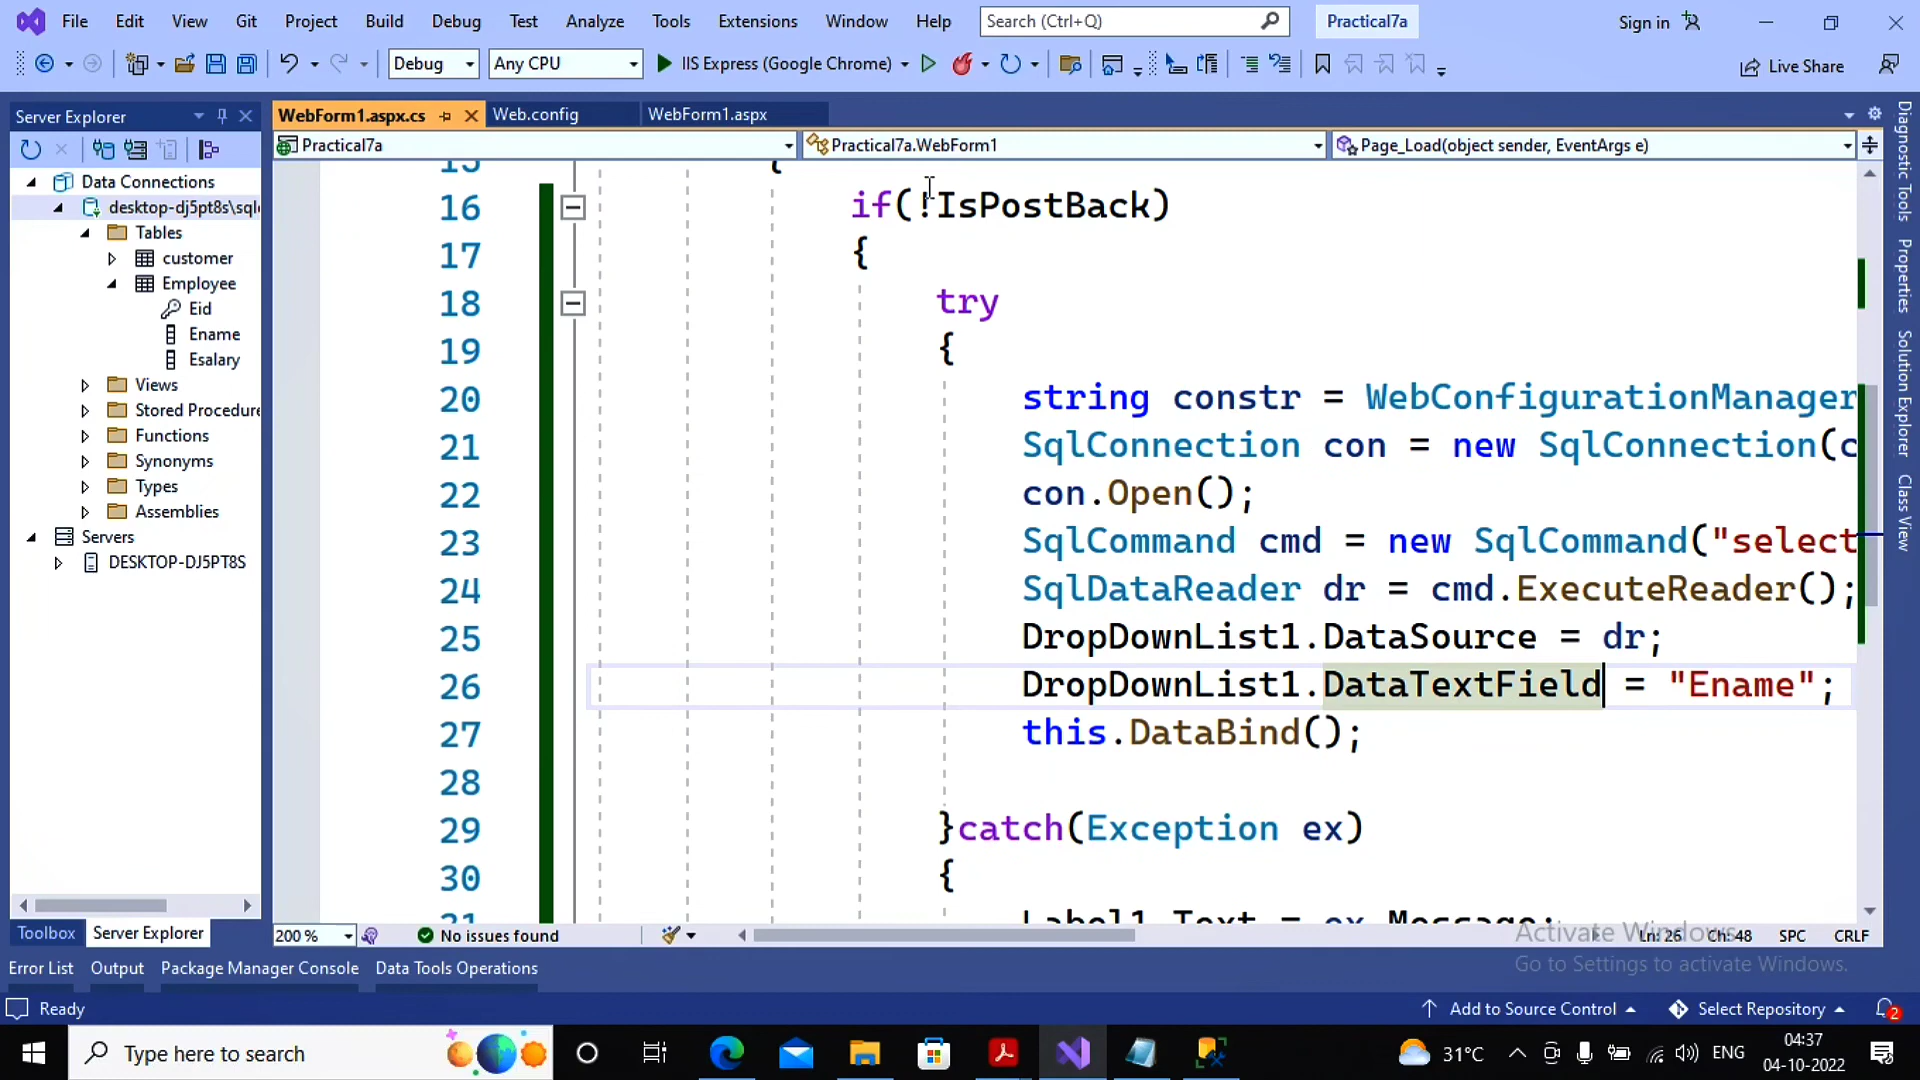 File Edit View Git Project Build Debug Test Analyze Tools Extensions Window Help Search (Ctrl+Q) Practical7a Sign in
Debug Any CPU IIS Express (Google Chrome) Live Share
Server Explorer
WebForm1.aspx.cs Web.config WebForm1.aspx
Practical7a Practical7a.WebForm1 Page_Load(object sender, EventArgs e)
Data Connections
desktop-dj5pt8s\sql
Tables
customer
Employee
Eid
Ename
Esalary
Views
Stored Procedure
Functions
Synonyms
Types
Assemblies
Servers
DESKTOP-DJ5PT8S
Toolbox Server Explorer
15 {
16 if(!IsPostBack)
17 {
18 try
19 {
20 string constr = WebConfigurationManager
21 SqlConnection con = new SqlConnection(c
22 con.Open();
23 SqlCommand cmd = new SqlCommand("select
24 SqlDataReader dr = cmd.ExecuteReader();
25 DropDownList1.DataSource = dr;
26 DropDownList1.DataTextField = "Ename";
27 this.DataBind();
28
29 }catch(Exception ex)
30 {
31 Label1.Text = ex.Message;
Diagnostic Tools
Properties
Solution Explorer
Class View
200 % No issues found Ln: 26 Ch: 48 SPC CRLF
Activate Windows
Go to Settings to activate Windows.
Error List Output Package Manager Console Data Tools Operations
Ready Add to Source Control Select Repository 2
Type here to search 31°C ENG 04:37
04-10-2022